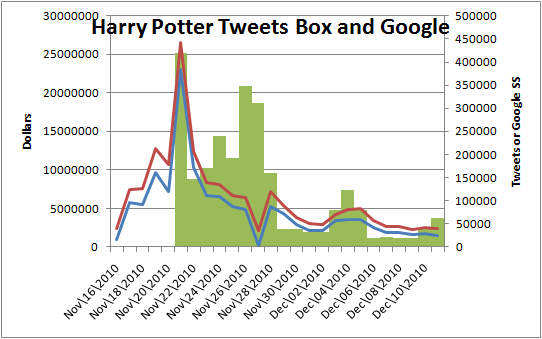 Harry Potter Tweets Box and Google
30000000
25000000
20000000
15000000
10000000
5000000
0
Dollars
500000
450000
400000
350000
300000
250000
200000
150000
100000
50000
0
Tweets or Google SS
Nov\16\2010
Nov\18\2010
Nov\20\2010
Nov\22\2010
Nov\24\2010
Nov\26\2010
Nov\28\2010
Nov\30\2010
Dec\02\2010
Dec\04\2010
Dec\06\2010
Dec\08\2010
Dec\10\2010